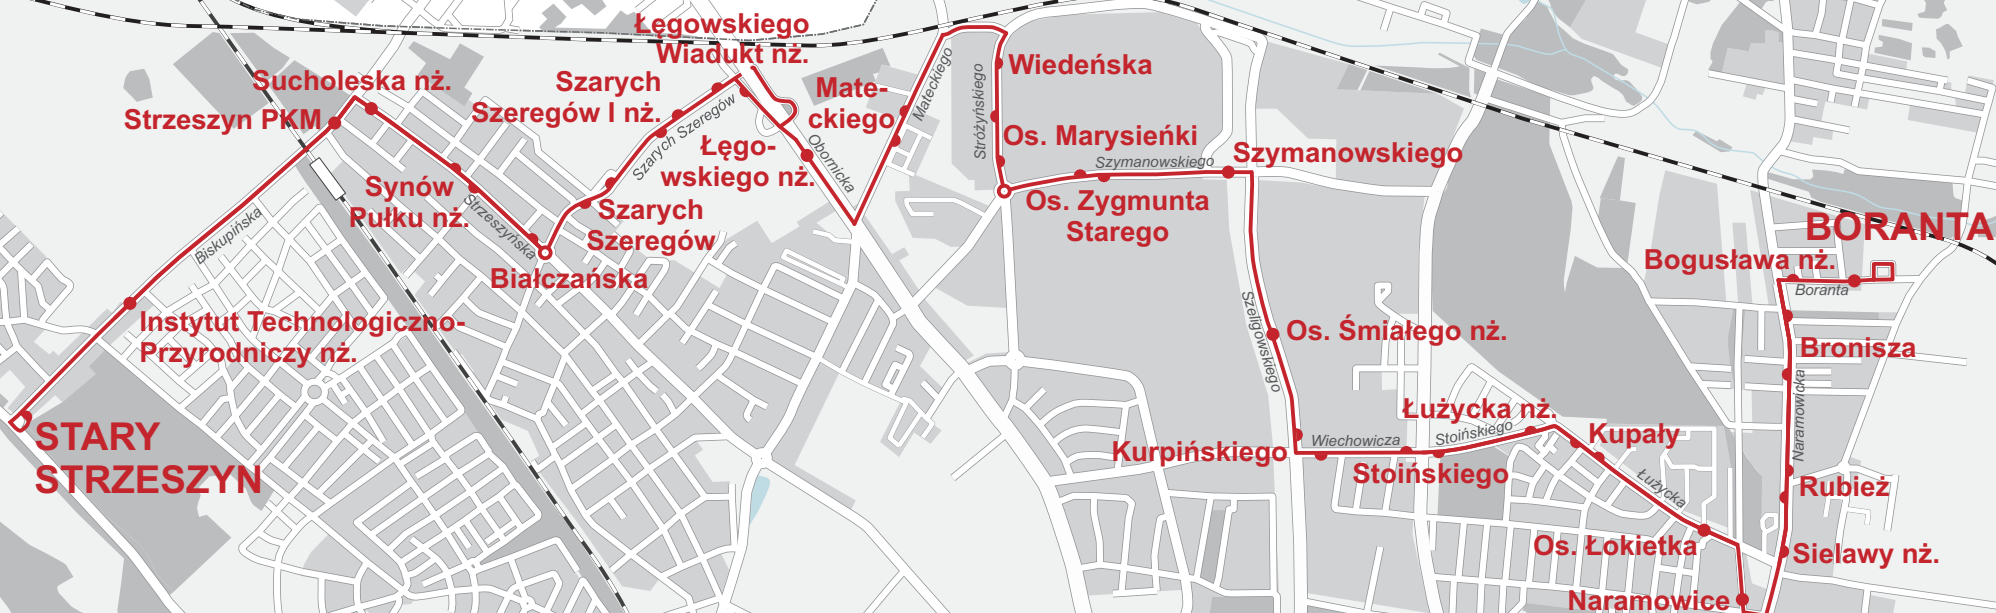 Łęgowskiego
Wiadukt nż.
Sucholeska nż.
Szarych
Szeregów I nż.
Strzeszyn PKM
Mate-
ckiego
Mateckiego
Wiedeńska
Stróżyńskiego
Os. Marysieńki
Szymanowskiego
Szymanowskiego
Szarych Szeregów
Łęgo-
wskiego nż.
Obornicka
Synów
Pułku nż.
Strzeszyńska
Szarych
Szeregów
Białczańska
Biskupińska
Os. Zygmunta
Starego
BORANTA
Bogusława nż.
Boranta
Instytut Technologiczno-
Przyrodniczy nż.
Szeligowskiego
Os. Śmiałego nż.
Bronisza
Naramowicka
STARY
STRZESZYN
Łużycka nż.
Kurpińskiego
Wiechowicza
Stoińskiego
Kupały
Stoińskiego
Łużycka
Rubież
Os. Łokietka
Sielawy nż.
Naramowice